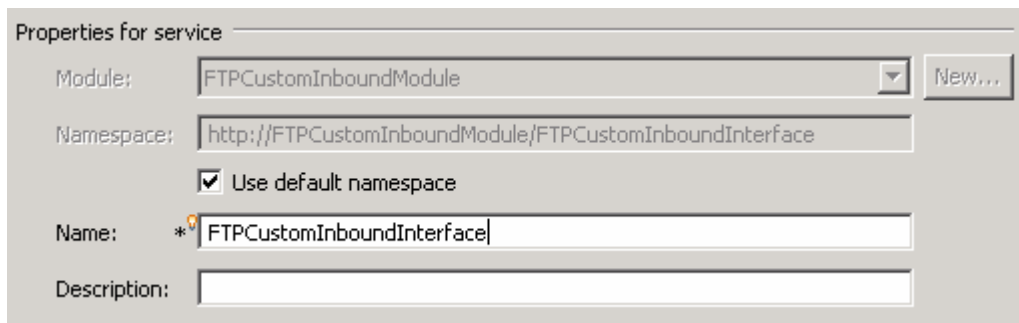 Properties for service
Module: FTPCustomInboundModule New...
Namespace: http://FTPCustomInboundModule/FTPCustomInboundInterface
Use default namespace
Name: * FTPCustomInboundInterface
Description: